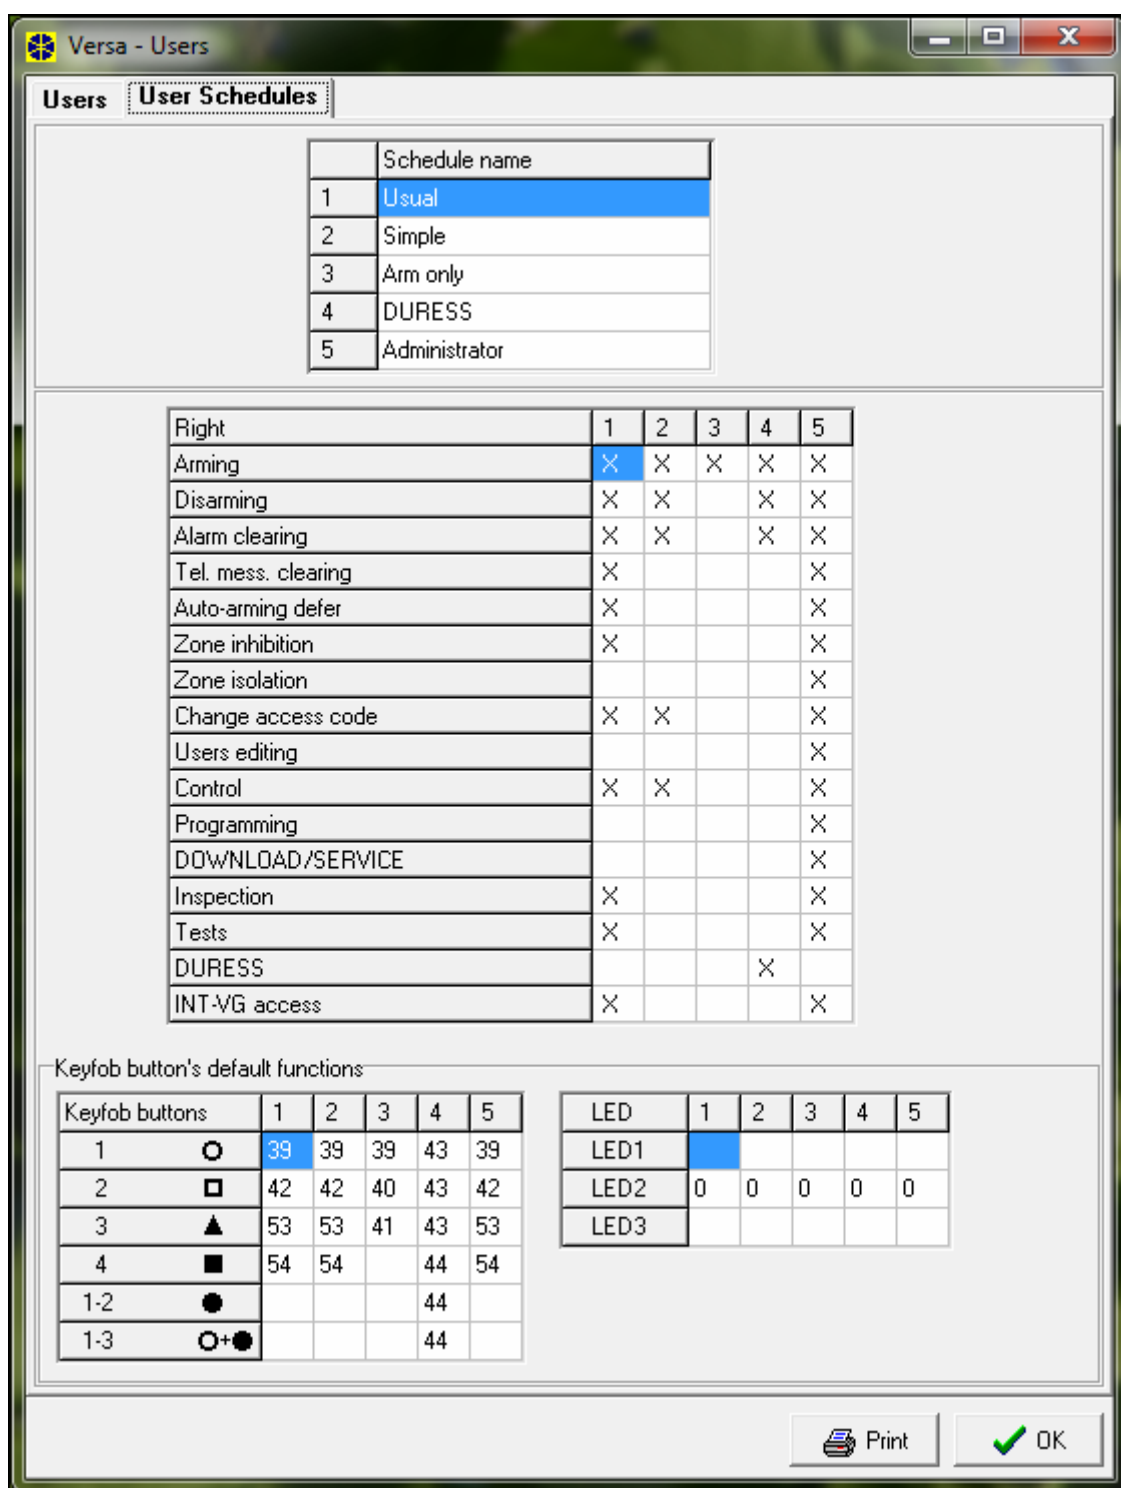 Versa - Users
Users User Schedules
Schedule name
1 Usual
2 Simple
3 Arm only
4 DURESS
5 Administrator
Right 1 2 3 4 5
Arming X X X X X
Disarming X X X X
Alarm clearing X X X X
Tel. mess. clearing X X
Auto-arming defer X X
Zone inhibition X X
Zone isolation X
Change access code X X X
Users editing X
Control X X X
Programming X
DOWNLOAD/SERVICE X
Inspection X X
Tests X X
DURESS X
INT-VG access X X
Keyfob button's default functions
Keyfob buttons 1 2 3 4 5 LED 1 2 3 4 5
1 39 39 39 43 39 LED1
2 42 42 40 43 42 LED2 0 0 0 0 0
3 53 53 41 43 53 LED3
4 54 54 44 54
1-2 44
1-3 + 44
Print OK